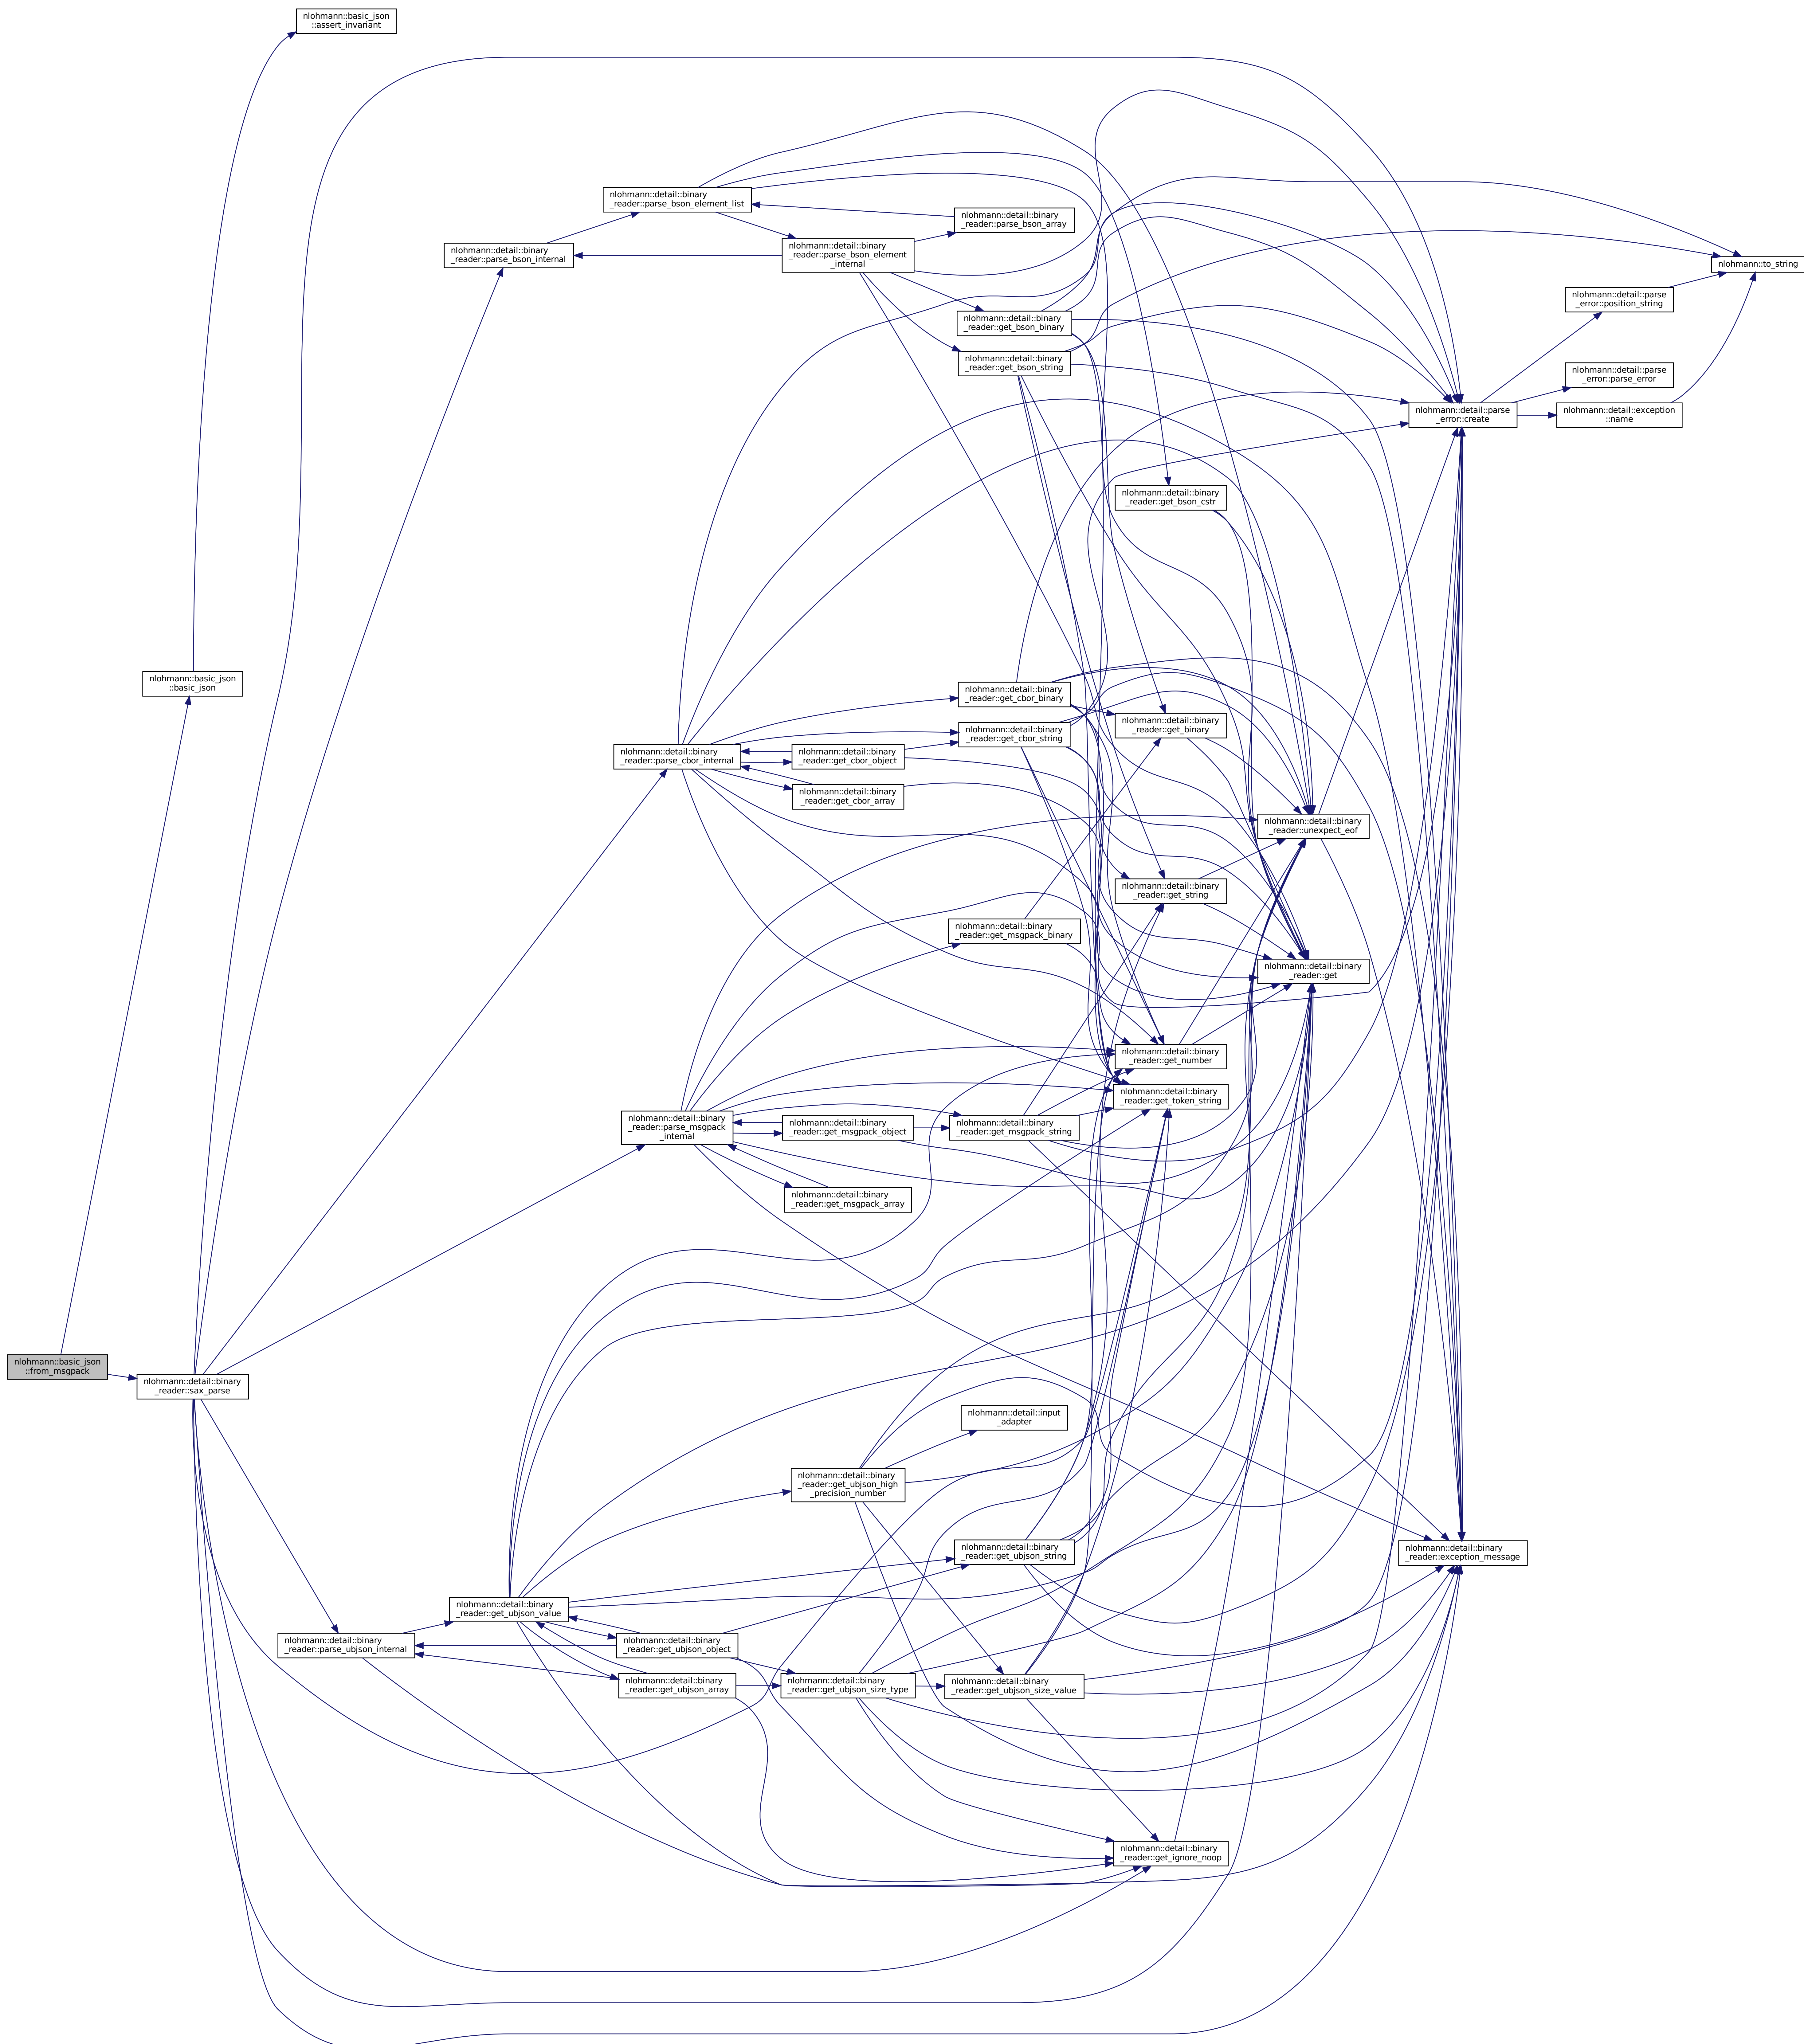 nlohmann::basic_json
::assert_invariant
nlohmann::detail::binary
_reader::parse_bson_element_list
nlohmann::detail::binary
_reader::parse_bson_array
nlohmann::detail::binary
_reader::parse_bson_internal
nlohmann::detail::binary
_reader::parse_bson_element
_internal
nlohmann::to_string
nlohmann::detail::parse
_error::position_string
nlohmann::detail::binary
_reader::get_bson_binary
nlohmann::detail::binary
_reader::get_bson_string
nlohmann::detail::parse
_error::parse_error
nlohmann::detail::parse
_error::create
nlohmann::detail::exception
::name
nlohmann::detail::binary
_reader::get_bson_cstr
nlohmann::basic_json
::basic_json
nlohmann::detail::binary
_reader::get_cbor_binary
nlohmann::detail::binary
_reader::get_binary
nlohmann::detail::binary
_reader::get_cbor_string
nlohmann::detail::binary
_reader::parse_cbor_internal
nlohmann::detail::binary
_reader::get_cbor_object
nlohmann::detail::binary
_reader::get_cbor_array
nlohmann::detail::binary
_reader::unexpect_eof
nlohmann::detail::binary
_reader::get_string
nlohmann::detail::binary
_reader::get_msgpack_binary
nlohmann::detail::binary
_reader::get
nlohmann::detail::binary
_reader::get_number
nlohmann::detail::binary
_reader::get_token_string
nlohmann::detail::binary
_reader::parse_msgpack
_internal
nlohmann::detail::binary
_reader::get_msgpack_object
nlohmann::detail::binary
_reader::get_msgpack_string
nlohmann::detail::binary
_reader::get_msgpack_array
nlohmann::basic_json
::from_msgpack
nlohmann::detail::binary
_reader::sax_parse
nlohmann::detail::input
_adapter
nlohmann::detail::binary
_reader::get_ubjson_high
_precision_number
nlohmann::detail::binary
_reader::get_ubjson_string
nlohmann::detail::binary
_reader::exception_message
nlohmann::detail::binary
_reader::get_ubjson_value
nlohmann::detail::binary
_reader::parse_ubjson_internal
nlohmann::detail::binary
_reader::get_ubjson_object
nlohmann::detail::binary
_reader::get_ubjson_array
nlohmann::detail::binary
_reader::get_ubjson_size_type
nlohmann::detail::binary
_reader::get_ubjson_size_value
nlohmann::detail::binary
_reader::get_ignore_noop